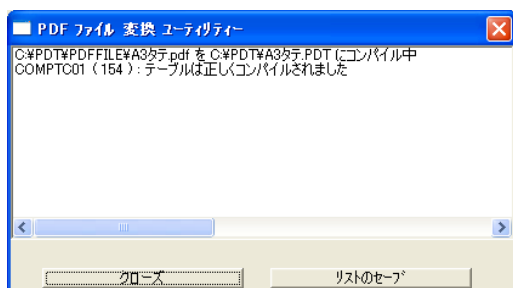 PDF ファイル 変換 ユーティリティー
C:¥PDT¥PDFFILE¥A3タテ.pdf を C:¥PDT¥A3タテ.PDT にコンパイル中
COMPTC01 ( 154 ) : テーブルは正しくコンパイルされました
クローズ
リストのセーブ